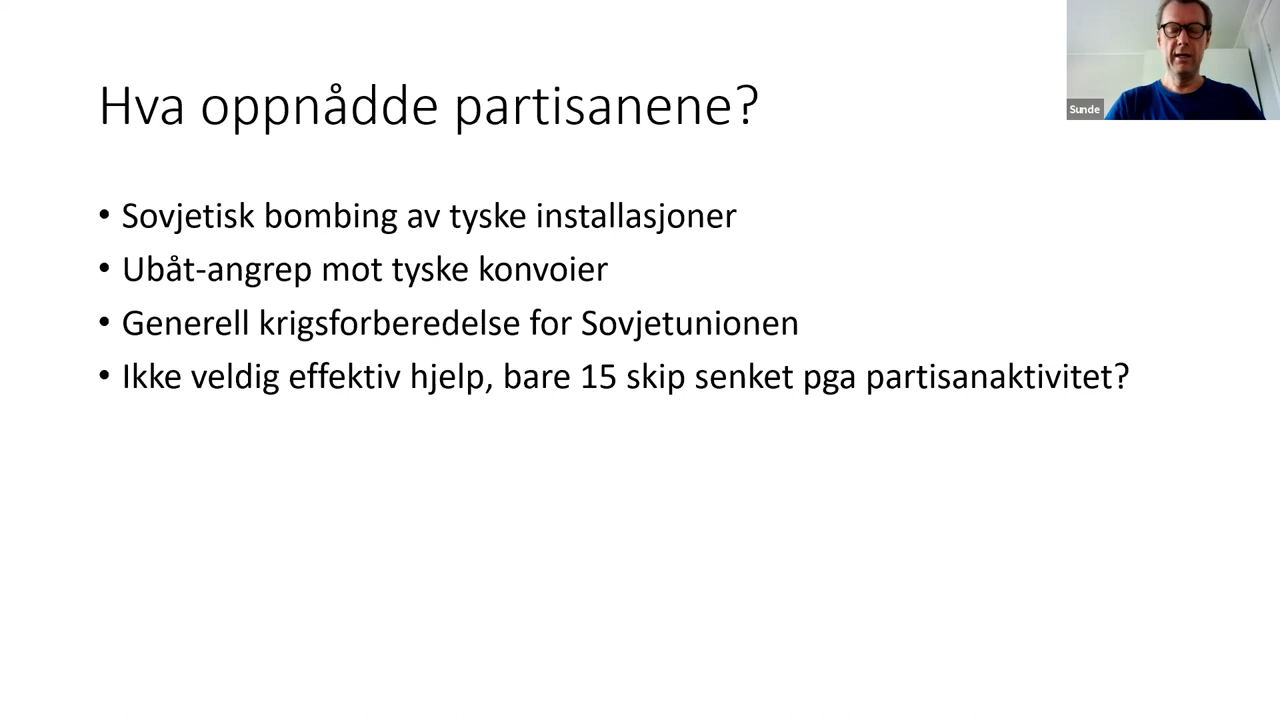 Hva oppnådde partisanene?
Sunde
• Sovjetisk bombing av tyske installasjoner
• Ubåt-angrep mot tyske konvoier
• Generell krigsforberedelse for Sovjetunionen
• Ikke veldig effektiv hjelp, bare 15 skip senket pga partisanaktivitet?